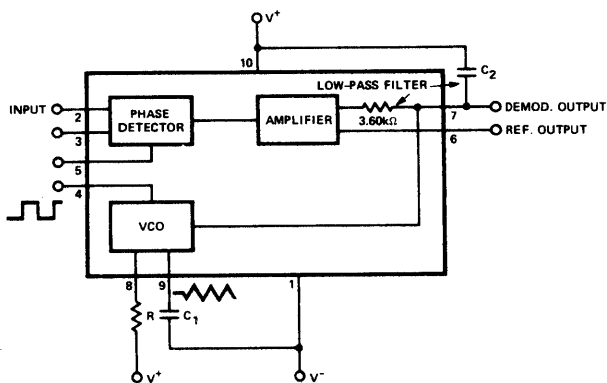 V+
10
C2
LOW-PASS FILTER
INPUT
2
PHASE DETECTOR
AMPLIFIER
3.60kΩ
7
DEMOD. OUTPUT
3
6
REF. OUTPUT
5
4
VCO
8
9
1
R
C1
V+
V-